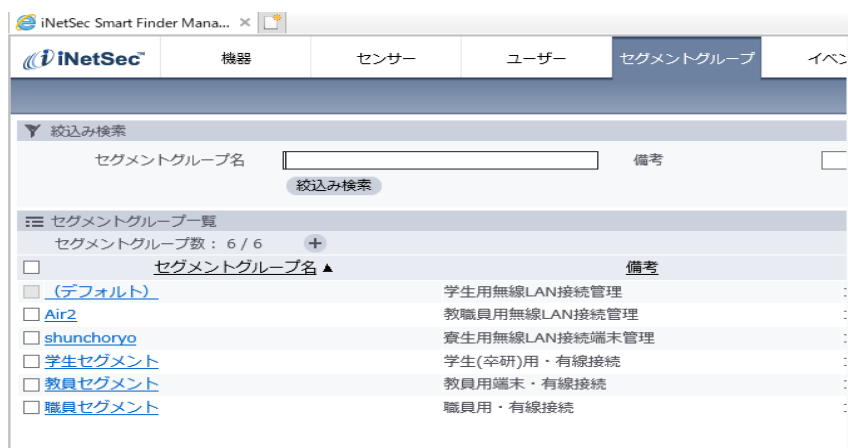 iNetSec Smart Finder Mana...
iNetSec™ 機器 センサー ユーザー セグメントグループ イベン
絞込み検索
セグメントグループ名 備考
絞込み検索
セグメントグループ一覧
セグメントグループ数： 6 / 6
セグメントグループ名 ▲ 備考
（デフォルト） 学生用無線LAN接続管理
Air2 教職員用無線LAN接続管理
shunchoryo 寮生用無線LAN接続端末管理
学生セグメント 学生(卒研)用・有線接続
教員セグメント 教員用端末・有線接続
職員セグメント 職員用・有線接続